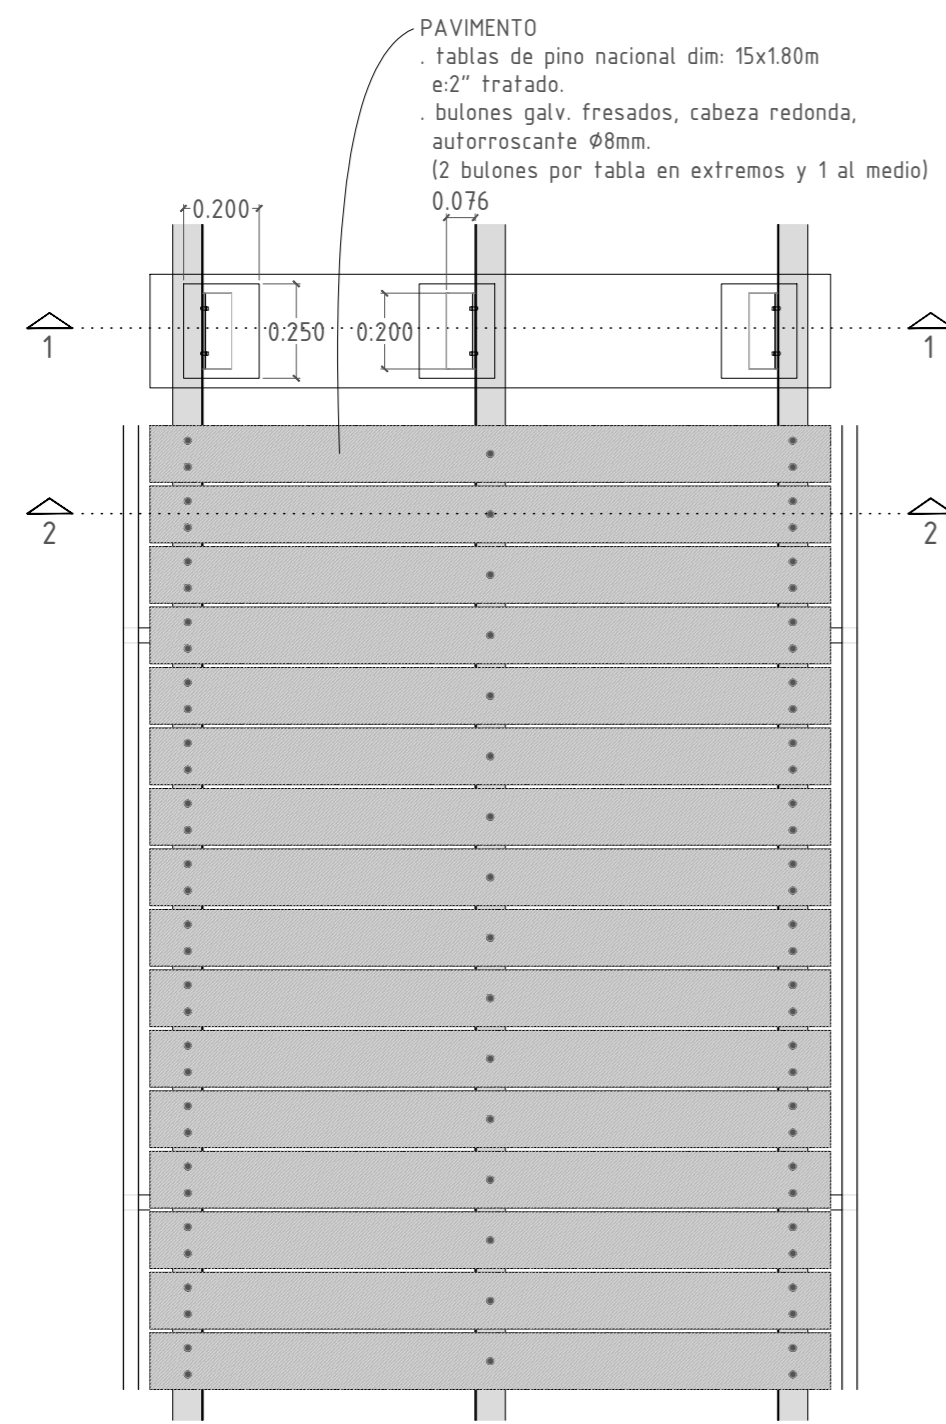 PAVIMENTO
. tablas de pino nacional dim: 15x1.80m
e:2" tratado.
. bulones galv. fresados, cabeza redonda,
autorroscante Ø8mm.
(2 bulones por tabla en extremos y 1 al medio)
0.076
0.200
0.250
0.200
1
1
2
2